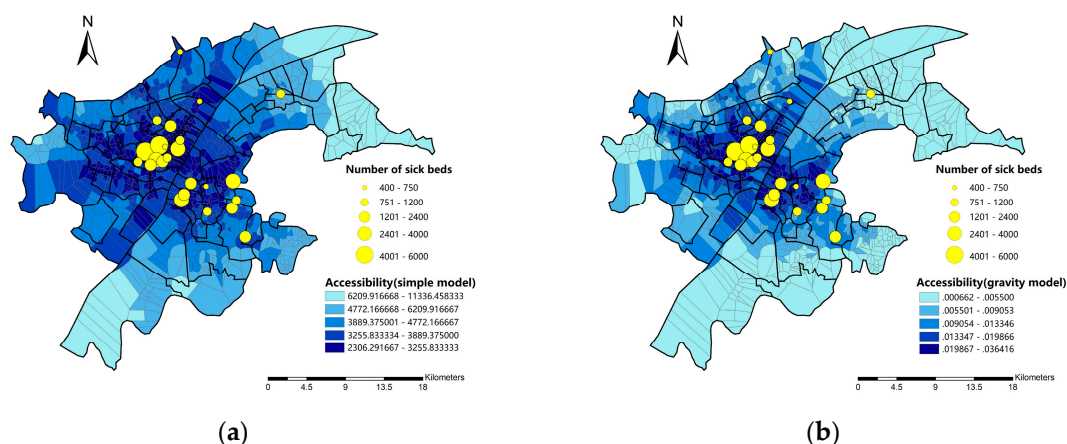 N
Number of sick beds
400 - 750
751 - 1200
1201 - 2400
2401 - 4000
4001 - 6000
Accessibility(simple model)
6209.916668 - 11336.458333
4772.166668 - 6209.916667
3889.375001 - 4772.166667
3255.833334 - 3889.375000
2306.291667 - 3255.833333
Kilometers
0 4.5 9 13.5 18
(a)
N
Number of sick beds
400 - 750
751 - 1200
1201 - 2400
2401 - 4000
4001 - 6000
Accessibility(gravity model)
.000662 - .005500
.005501 - .009053
.009054 - .013346
.013347 - .019866
.019867 - .036416
Kilometers
0 4.5 9 13.5 18
(b)